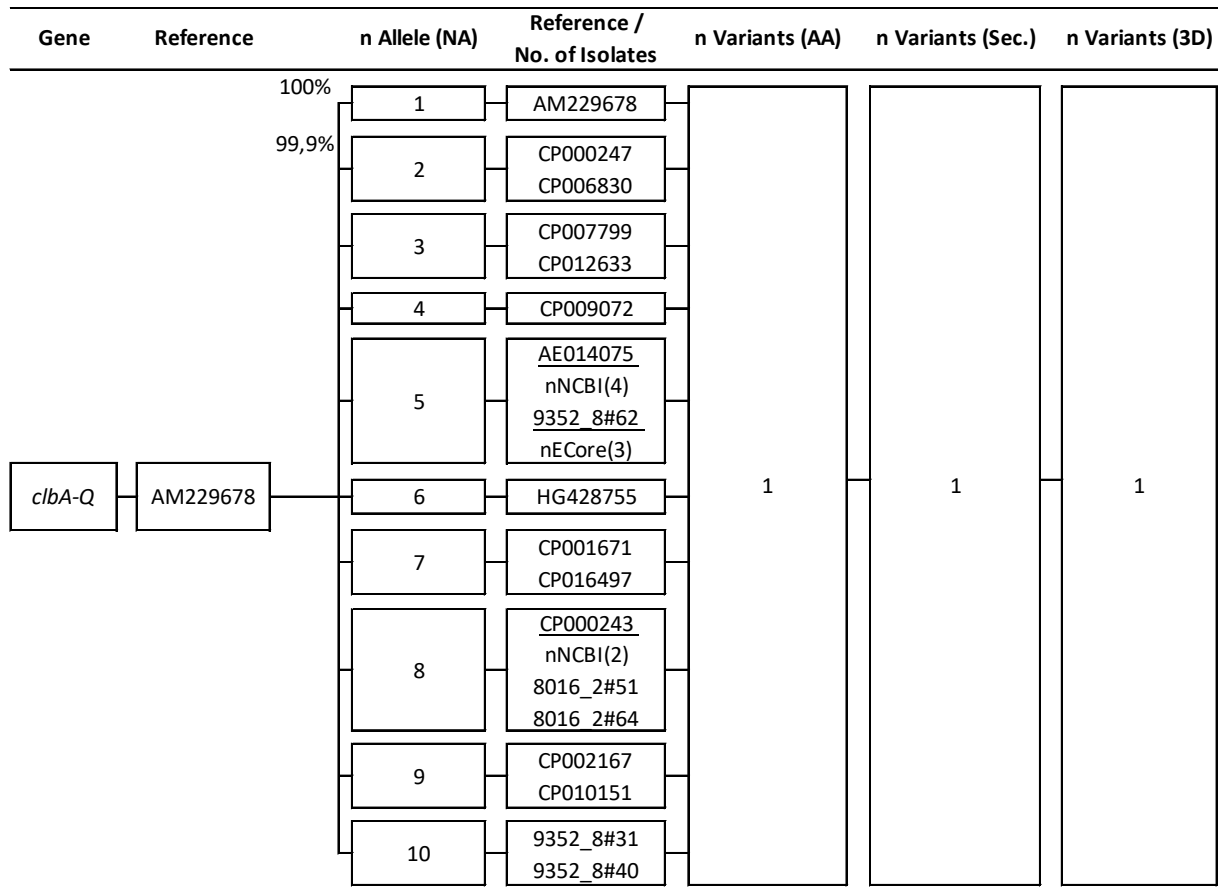 Gene Reference n Allele (NA) Reference / No. of Isolates n Variants (AA) n Variants (Sec.) n Variants (3D)
100%
1 AM229678
99,9%
2 CP000247
CP006830
3 CP007799
CP012633
4 CP009072
5 AE014075
nNCBI(4)
9352_8#62
nECore(3)
clbA-Q AM229678 6 HG428755 1 1 1
7 CP001671
CP016497
8 CP000243
nNCBI(2)
8016_2#51
8016_2#64
9 CP002167
CP010151
10 9352_8#31
9352_8#40